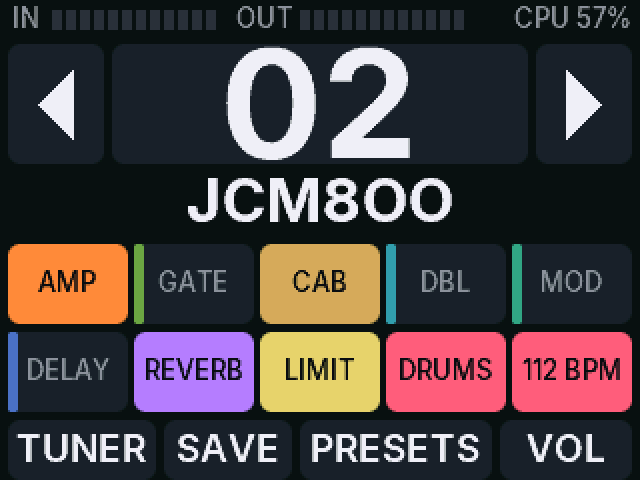 IN OUT CPU 57%
02
JCM800
AMP GATE CAB DBL MOD
DELAY REVERB LIMIT DRUMS 112 BPM
TUNER SAVE PRESETS VOL